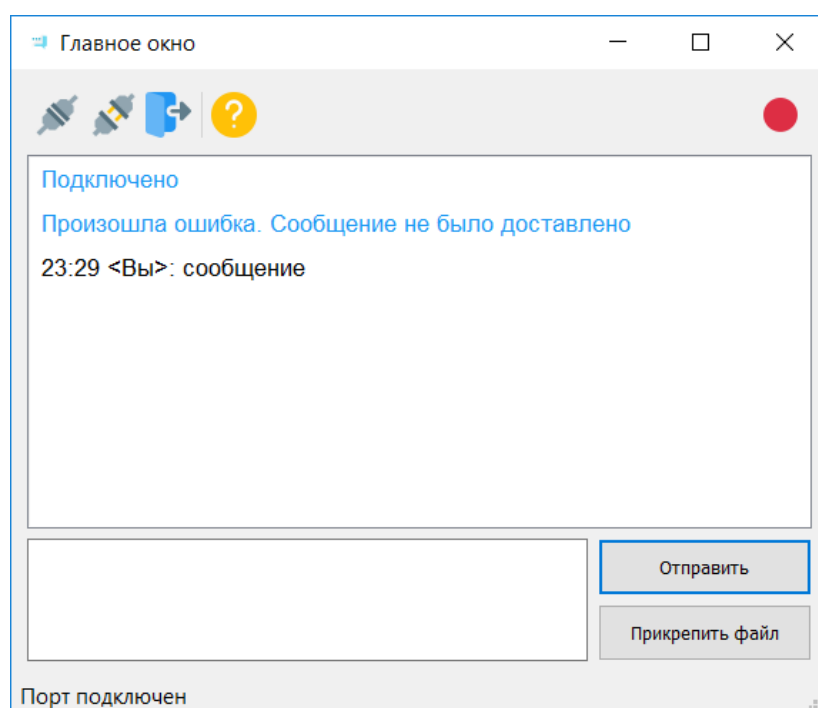 Главное окно
?
Подключено
Произошла ошибка. Сообщение не было доставлено
23:29 <Вы>: сообщение
Отправить
Прикрепить файл
Порт подключен